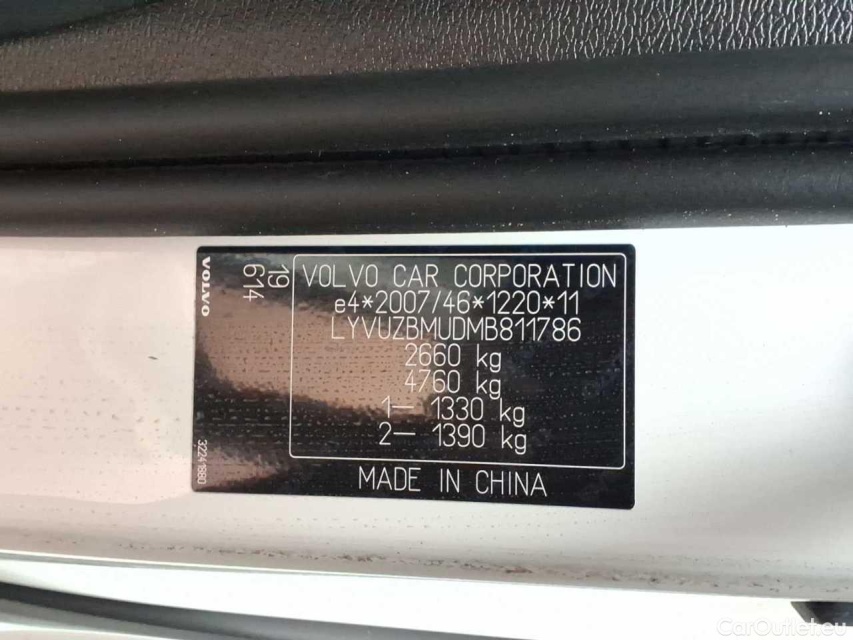 VOLVO
19
614
VOLVO CAR CORPORATION
e4*2007/46*1220*11
LYVUZBMUDMB811786
2660 kg
4760 kg
1— 1330 kg
2— 1390 kg
32241880
MADE IN CHINA
CarOutlet.eu